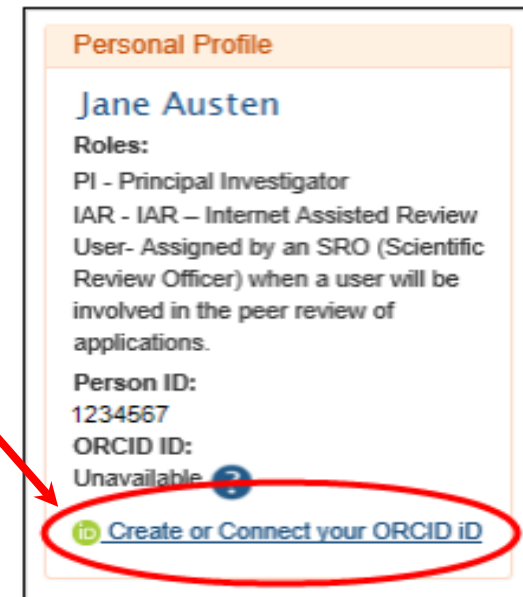 Personal Profile
Jane Austen
Roles:
PI - Principal Investigator
IAR - IAR – Internet Assisted Review
User- Assigned by an SRO (Scientific
Review Officer) when a user will be
involved in the peer review of
applications.
Person ID:
1234567
ORCID ID:
Unavailable ?
iD Create or Connect your ORCID iD